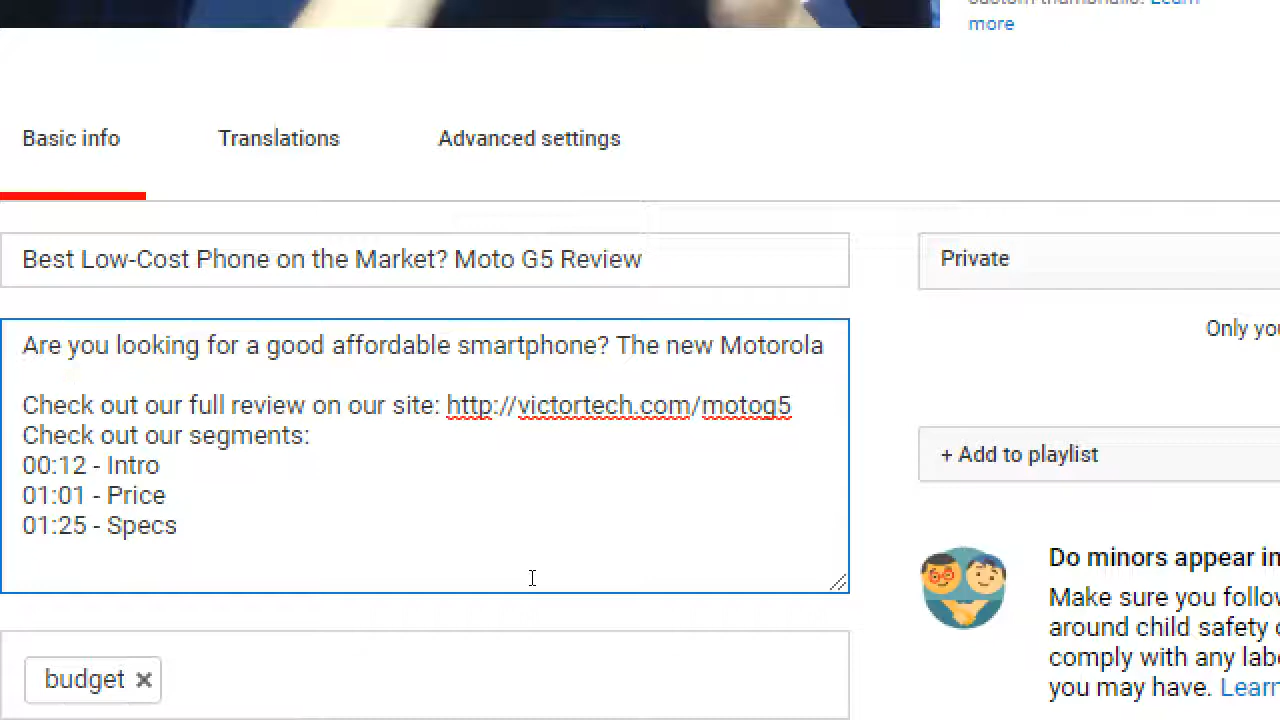 more
Basic info
Translations
Advanced settings
Best Low-Cost Phone on the Market? Moto G5 Review
Private
Only you
Are you looking for a good affordable smartphone? The new Motorola
Check out our full review on our site: http://victortech.com/motog5
Check out our segments:
00:12 - Intro
01:01 - Price
01:25 - Specs
+ Add to playlist
Do minors appear in
Make sure you follow
around child safety
comply with any
you may have. Learn
budget ×